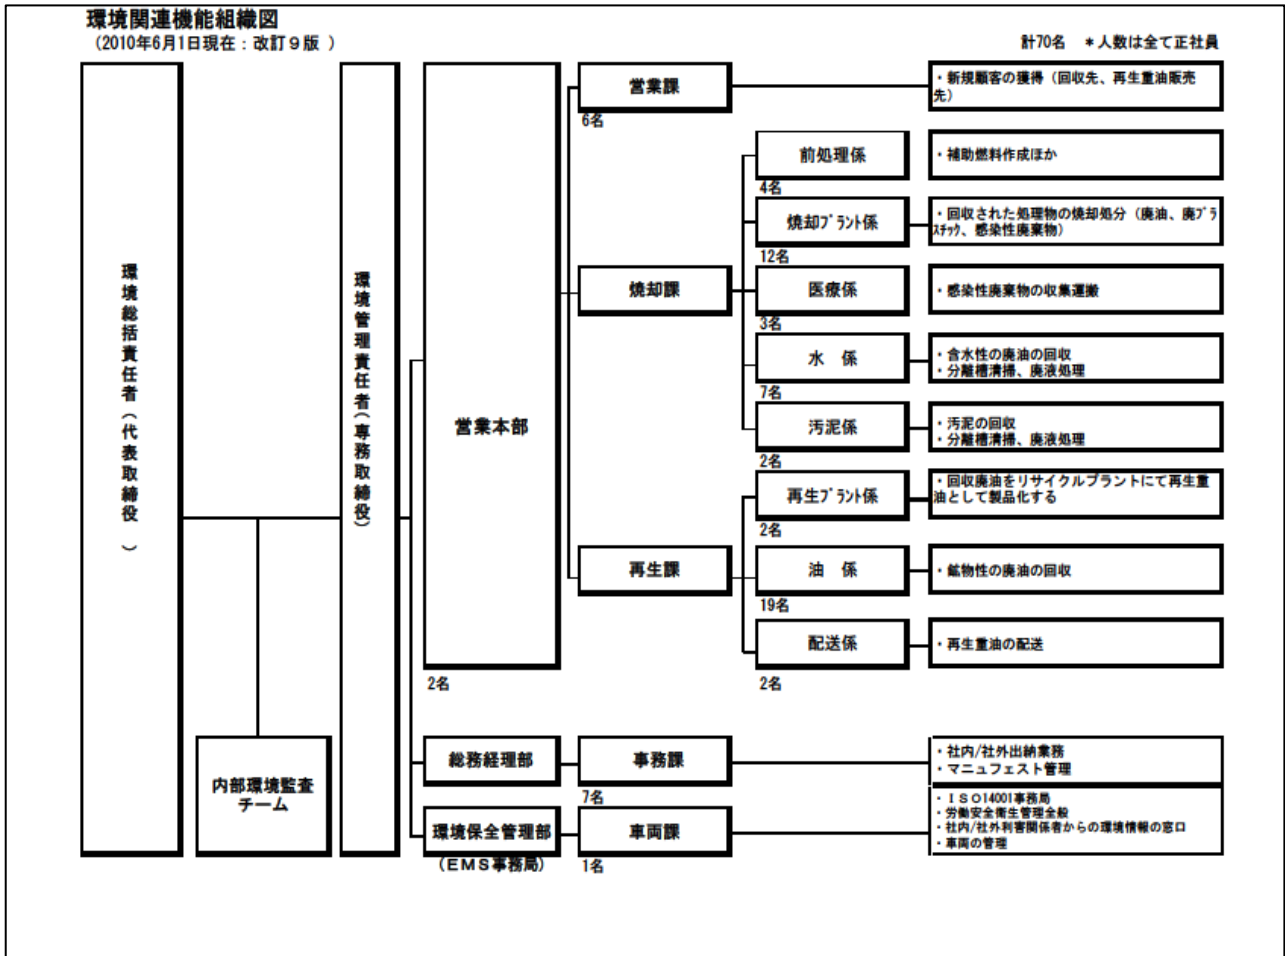 環境関連機能組織図
（2010年6月1日現在：改訂９版 ）
計70名　＊人数は全て正社員
環境総括責任者（代表取締役　）
環境管理責任者（専務取締役）
内部環境監査
チーム
営業本部
2名
営業課
6名
・新規顧客の獲得（回収先、再生重油販売
先）
焼却課
前処理係
4名
・補助燃料作成ほか
焼却ﾌﾟﾗﾝﾄ係
12名
・回収された処理物の焼却処分（廃油、廃ﾌﾟﾗ
ｽﾁｯｸ、感染性廃棄物）
医療係
3名
・感染性廃棄物の収集運搬
水　係
7名
・含水性の廃油の回収
・分離槽清掃、廃液処理
汚泥係
2名
・汚泥の回収
・分離槽清掃、廃液処理
再生課
再生ﾌﾟﾗﾝﾄ係
2名
・回収廃油をリサイクルプラントにて再生重
油として製品化する
油　係
19名
・鉱物性の廃油の回収
配送係
2名
・再生重油の配送
総務経理部
事務課
7名
・社内/社外出納業務
・マニュフェスト管理
環境保全管理部
（ＥＭＳ事務局）
車両課
1名
・ＩＳＯ14001事務局
・労働安全衛生管理全般
・社内/社外利害関係者からの環境情報の窓口
・車両の管理